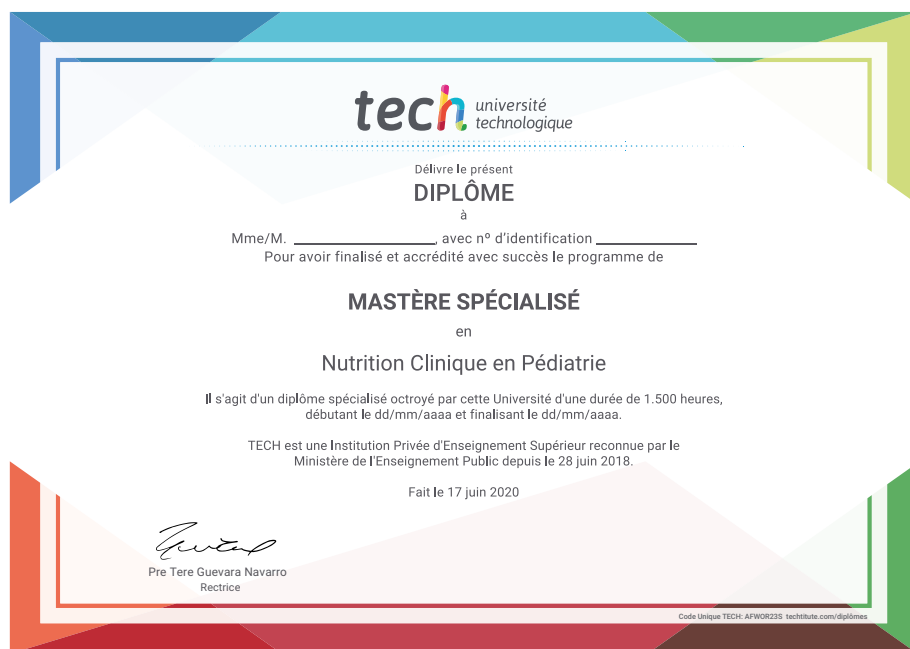 tech université
technologique
Délivre le présent
DIPLÔME
à
Mme/M. ____________________, avec nº d'identification ______________
Pour avoir finalisé et accrédité avec succès le programme de
MASTÈRE SPÉCIALISÉ
en
Nutrition Clinique en Pédiatrie
Il s'agit d'un diplôme spécialisé octroyé par cette Université d'une durée de 1.500 heures,
débutant le dd/mm/aaaa et finalisant le dd/mm/aaaa.
TECH est une Institution Privée d'Enseignement Supérieur reconnue par le
Ministère de l'Enseignement Public depuis le 28 juin 2018.
Fait le 17 juin 2020
Pre Tere Guevara Navarro
Rectrice
Code Unique TECH: AFWOR23S techtitute.com/diplômes